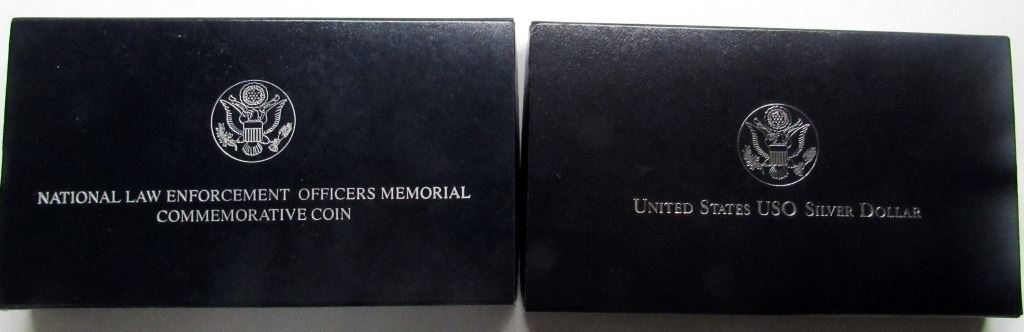 NATIONAL LAW ENFORCEMENT OFFICERS MEMORIAL
COMMEMORATIVE COIN
UNITED STATES USO SILVER DOLLAR